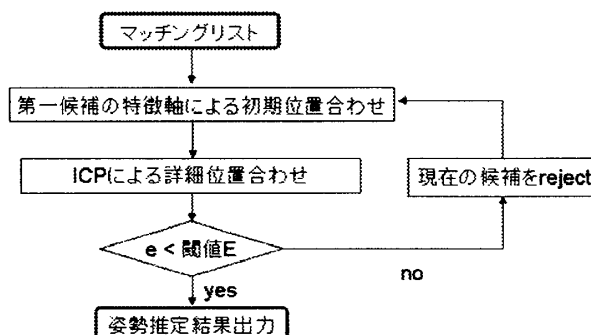 マッチングリスト
第一候補の特徴軸による初期位置合わせ
ICPによる詳細位置合わせ
現在の候補をreject
e < 閾値E
no
yes
姿勢推定結果出力